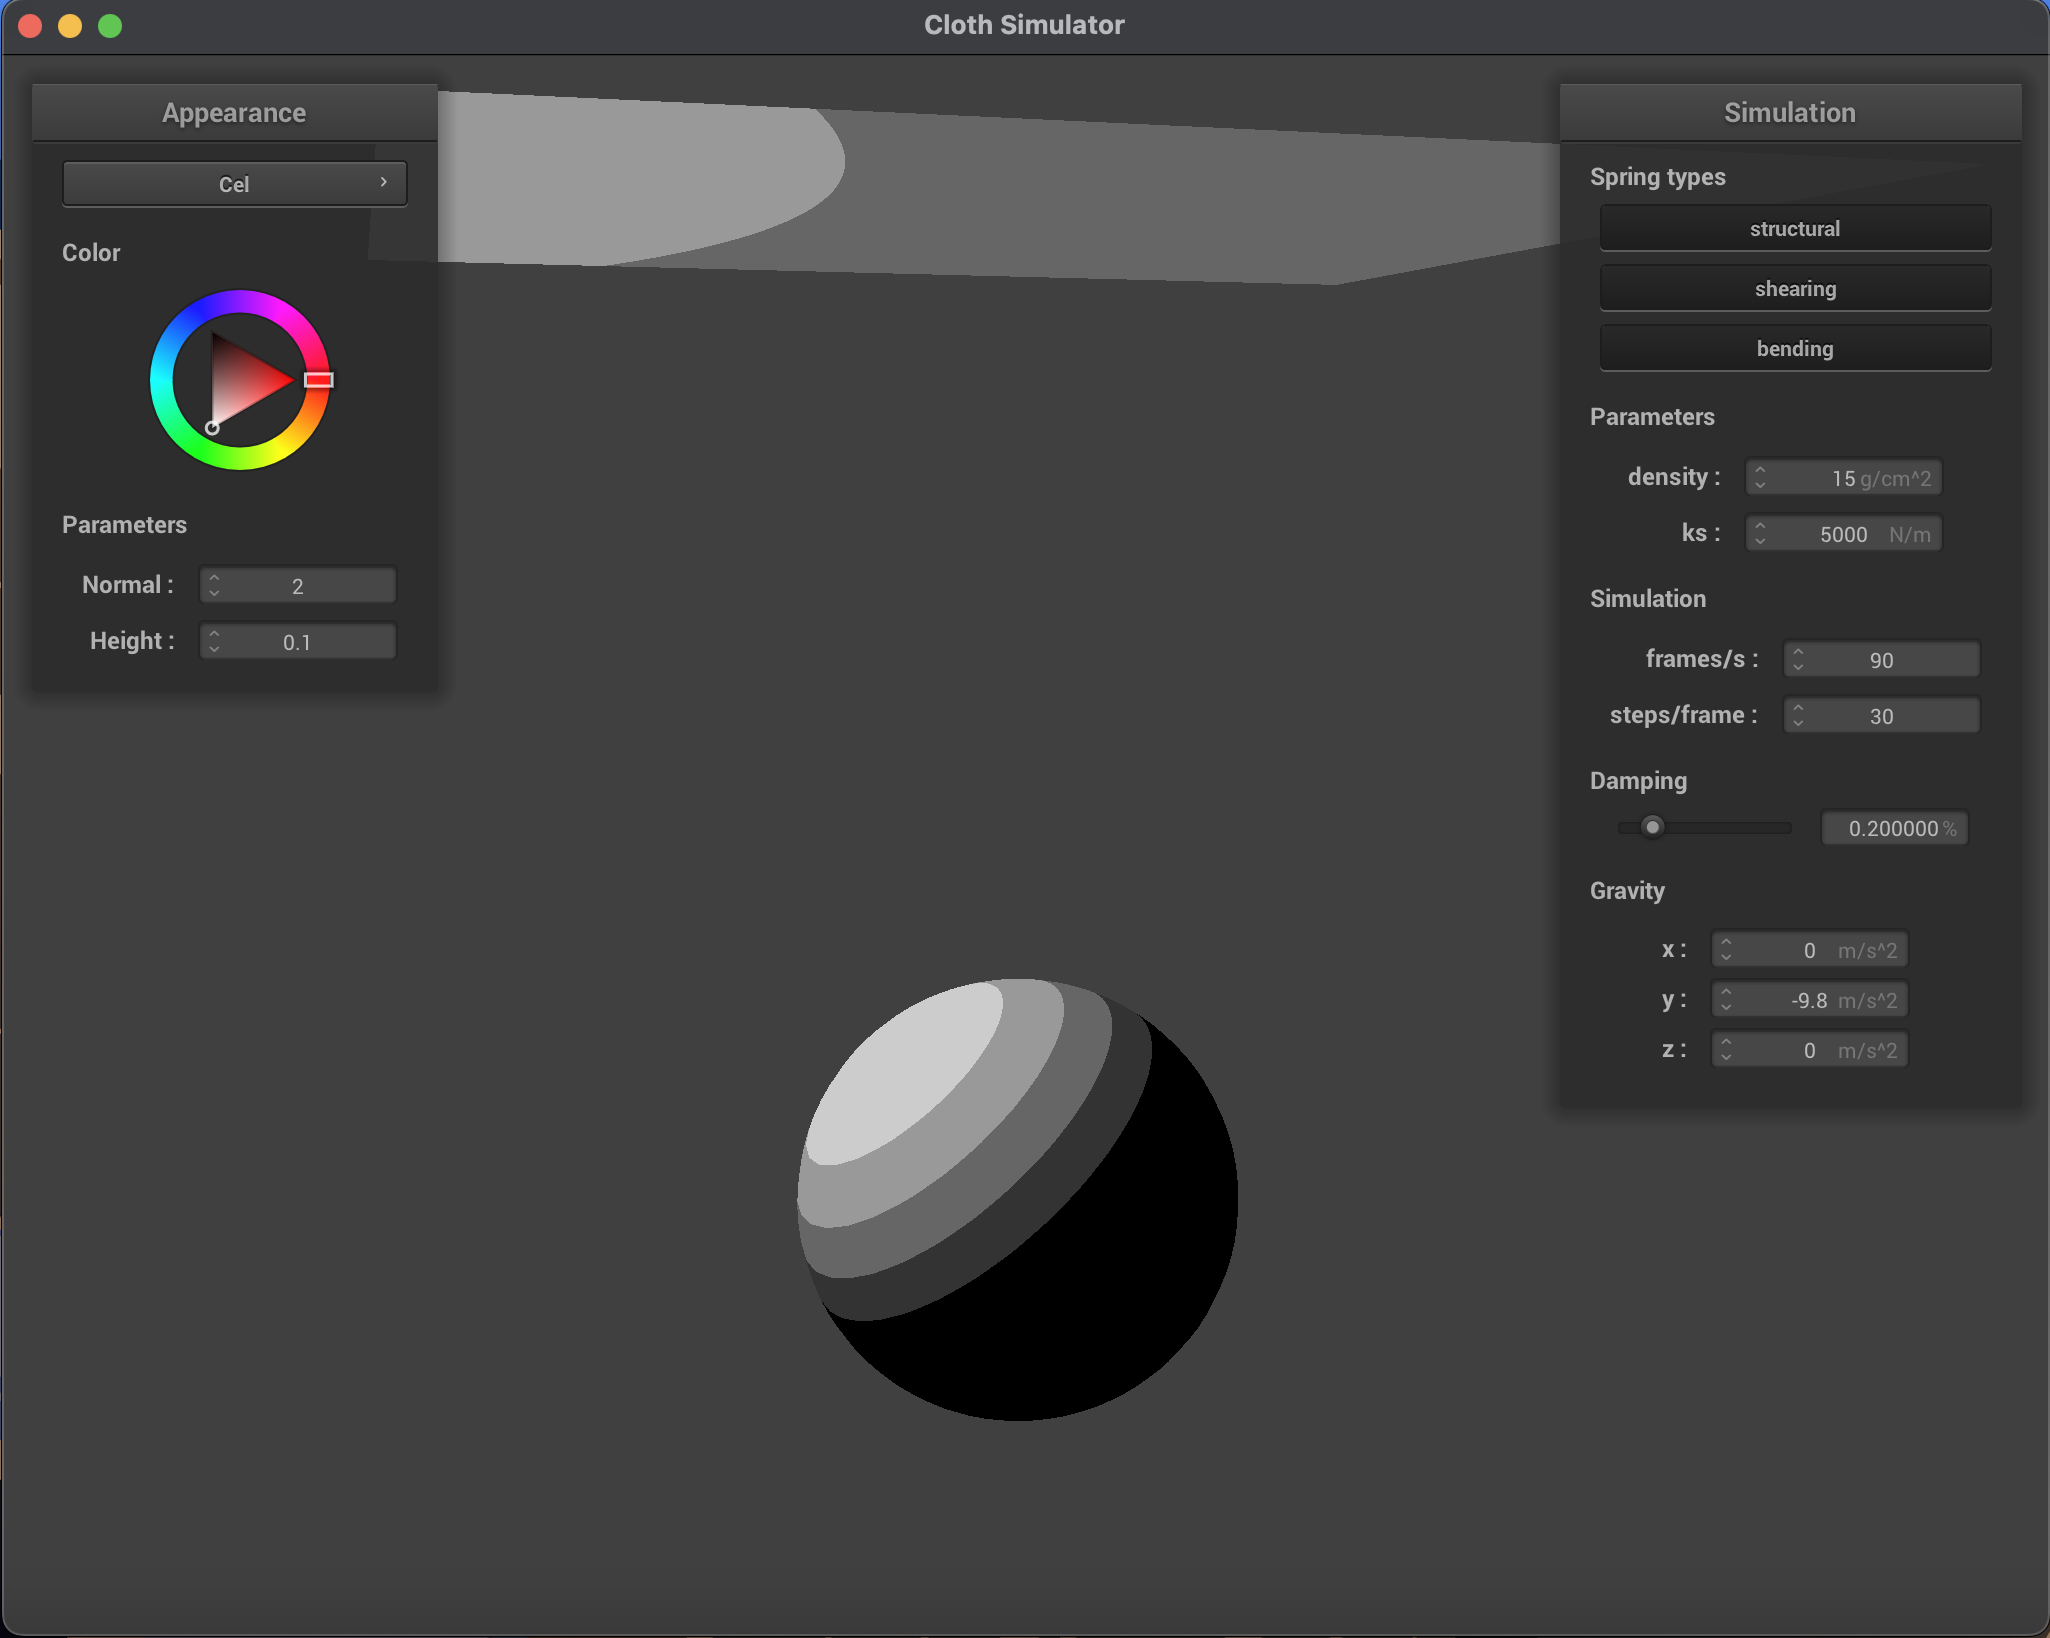 Cloth Simulator
Appearance
Cel
Color
Parameters
Normal : 2
Height : 0.1
Simulation
Spring types
structural
shearing
bending
Parameters
density : 15 g/cm^2
ks : 5000 N/m
Simulation
frames/s : 90
steps/frame : 30
Damping
0.200000 %
Gravity
x : 0 m/s^2
y : -9.8 m/s^2
z : 0 m/s^2